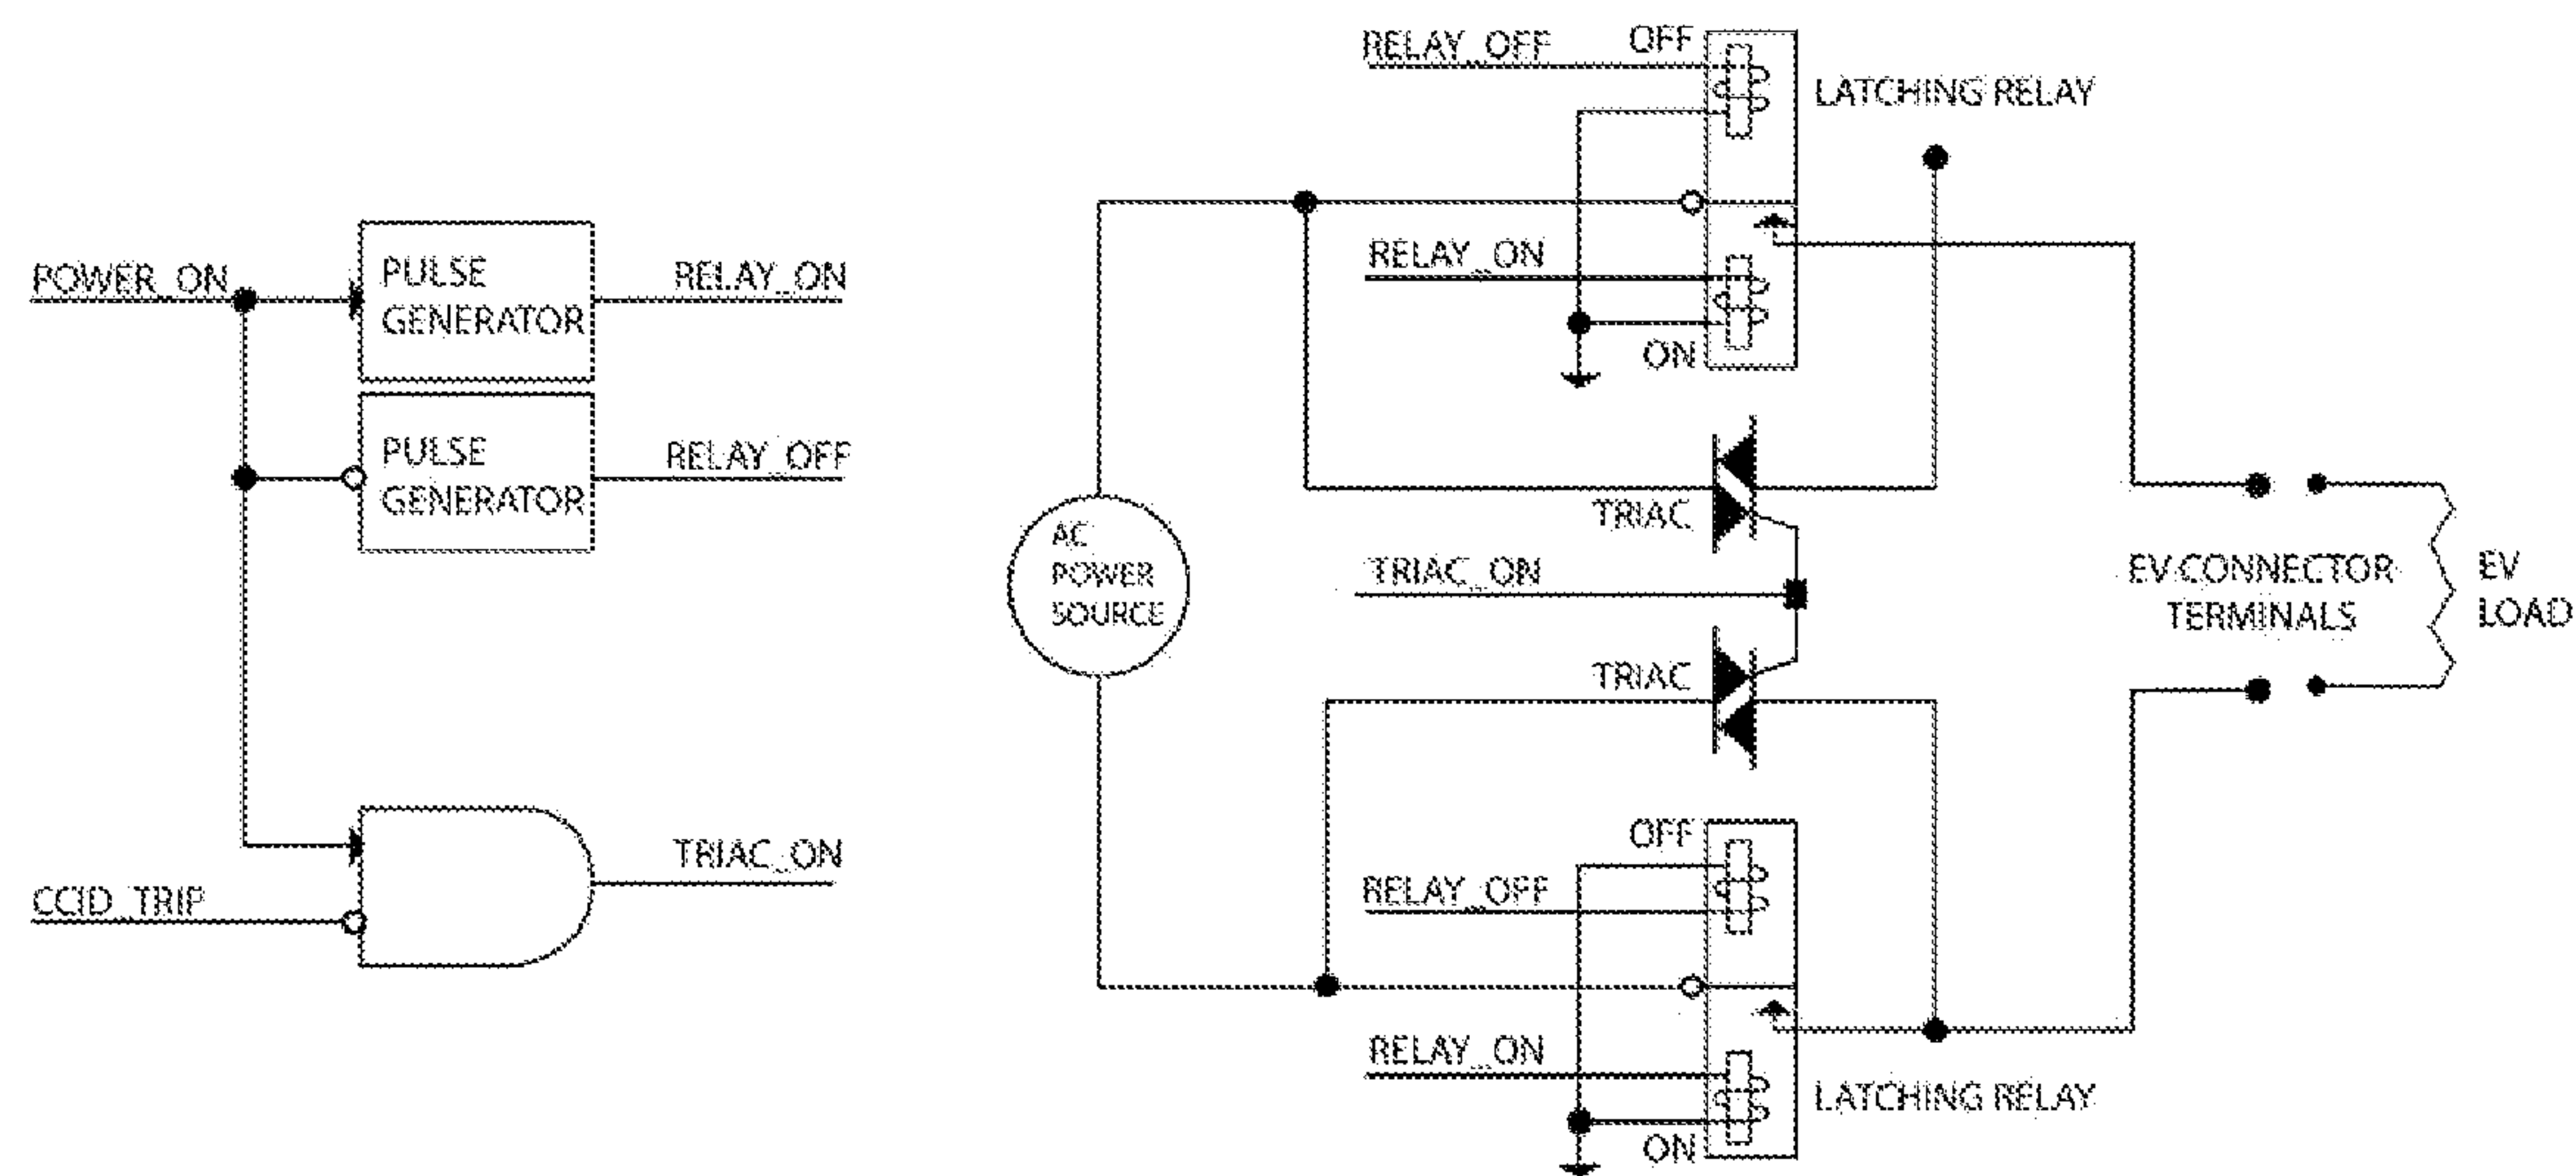 POWER_ON
PULSE
GENERATOR
RELAY_ON
PULSE
GENERATOR
RELAY_OFF
CCID_TRIP
TRIAC_ON
RELAY_OFF
OFF
LATCHING RELAY
RELAY_ON
ON
AC
POWER
SOURCE
TRIAC
TRIAC_ON
TRIAC
EV CONNECTOR
TERMINALS
EV
LOAD
OFF
RELAY_OFF
RELAY_ON
ON
LATCHING RELAY